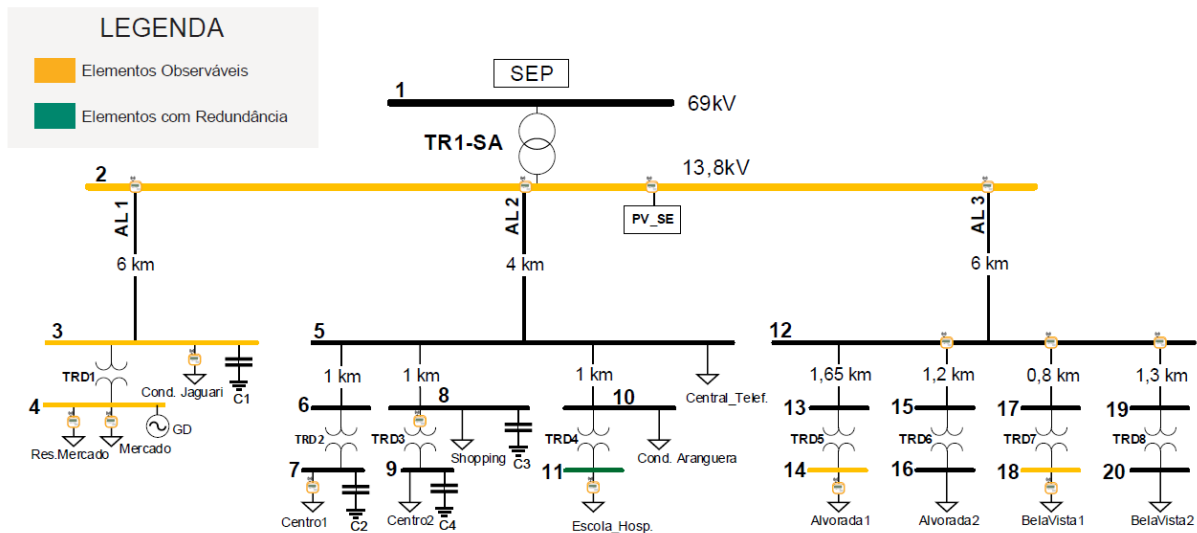 LEGENDA
Elementos Observáveis
Elementos com Redundância
SEP
1
69kV
TR1-SA
2
13,8kV
AL 1
AL 2
PV_SE
AL 3
6 km
4 km
6 km
3
5
12
TRD1
Cond. Jaguari
C1
1 km
1 km
1 km
Central_Telef.
1,65 km
1,2 km
0,8 km
1,3 km
4
GD
Res.Mercado
Mercado
6
8
10
13
15
17
19
TRD2
TRD3
Shopping
C3
TRD4
Cond. Aranguera
TRD5
TRD6
TRD7
TRD8
7
9
11
14
16
18
20
Centro1
C2
Centro2
C4
Escola_Hosp.
Alvorada1
Alvorada2
BelaVista1
BelaVista2